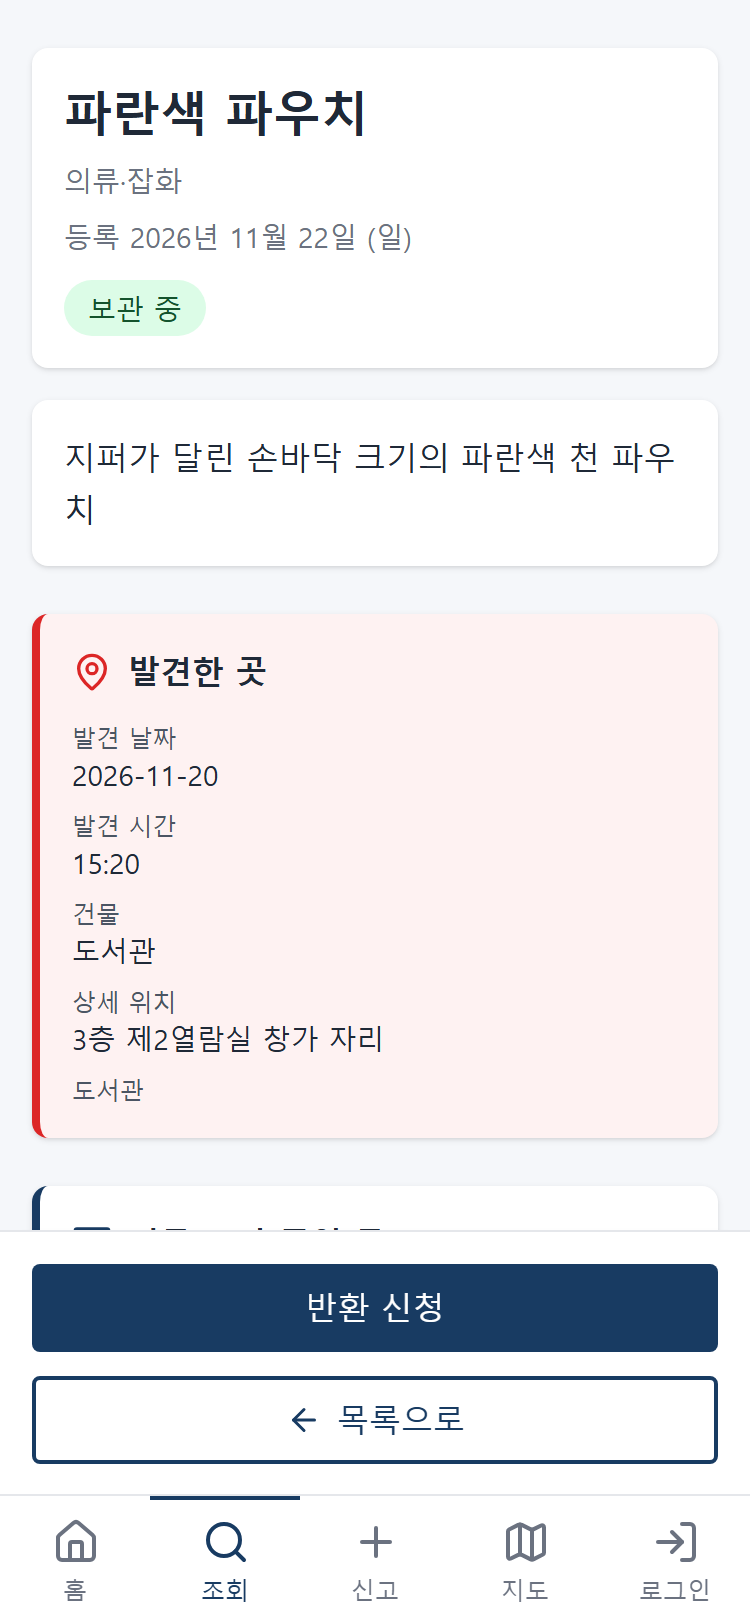 파란색 파우치
의류·잡화
등록 2026년 11월 22일 (일)
보관 중
지퍼가 달린 손바닥 크기의 파란색 천 파우
치
발견한 곳
발견 날짜
2026-11-20
발견 시간
15:20
건물
도서관
상세 위치
3층 제2열람실 창가 자리
도서관
반환 신청
목록으로
홈
조회
신고
지도
로그인